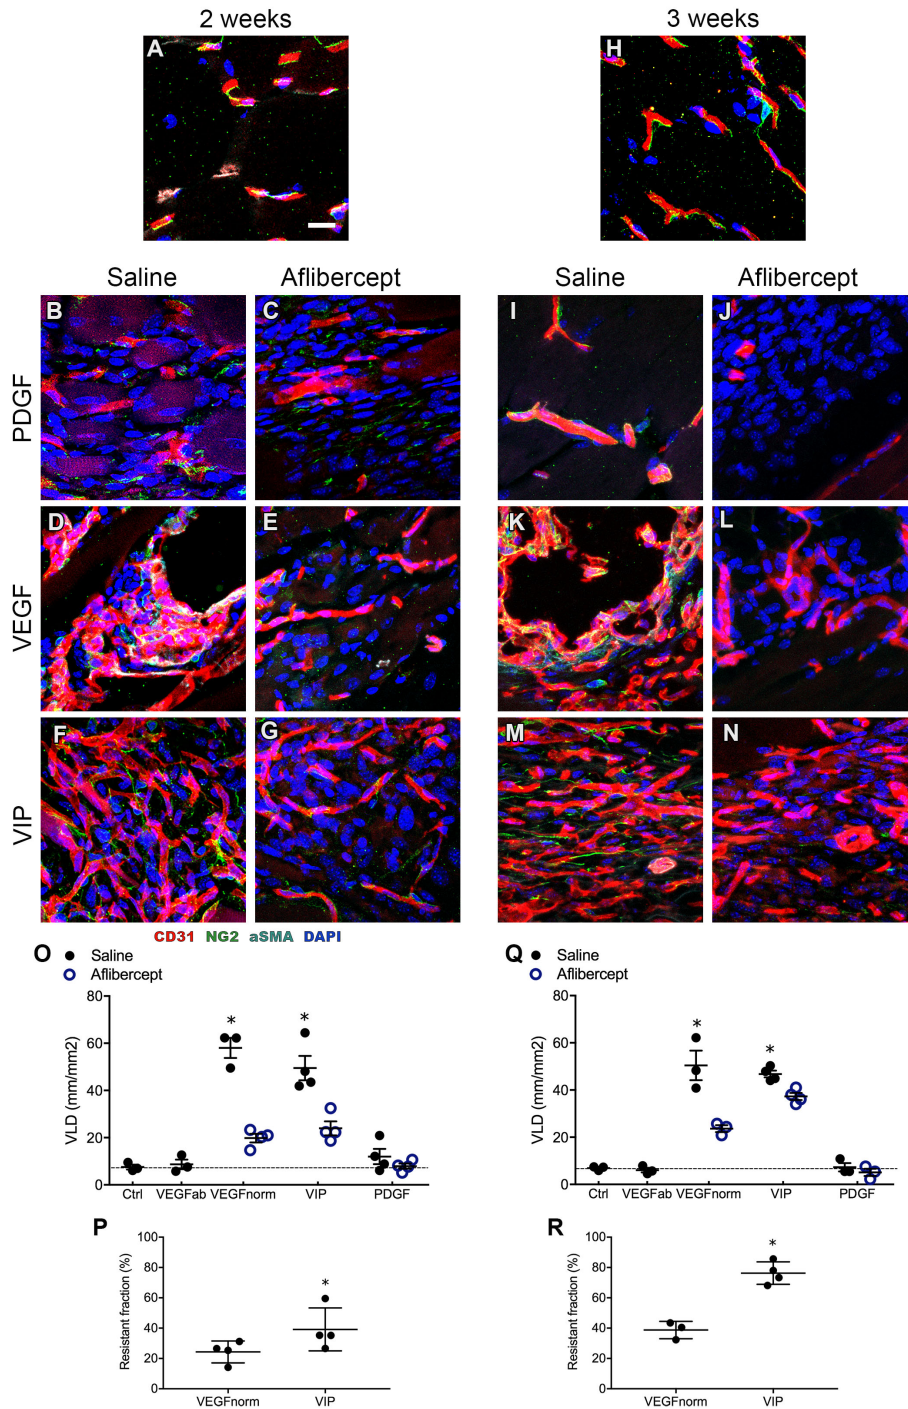 2 weeks
3 weeks
A
H
Saline
Aflibercept
Saline
Aflibercept
PDGF
B
C
I
J
VEGF
D
E
K
L
VIP
F
G
M
N
CD31 NG2 aSMA DAPI
O
Saline
Aflibercept
VLD (mm/mm2)
80
60
40
20
0
*
*
Ctrl
VEGFab
VEGFnorm
VIP
PDGF
Q
Saline
Aflibercept
VLD (mm/mm2)
80
60
40
20
0
*
*
Ctrl
VEGFab
VEGFnorm
VIP
PDGF
P
Resistant fraction (%)
100
80
60
40
20
0
*
VEGFnorm
VIP
R
Resistant fraction (%)
100
80
60
40
20
0
*
VEGFnorm
VIP